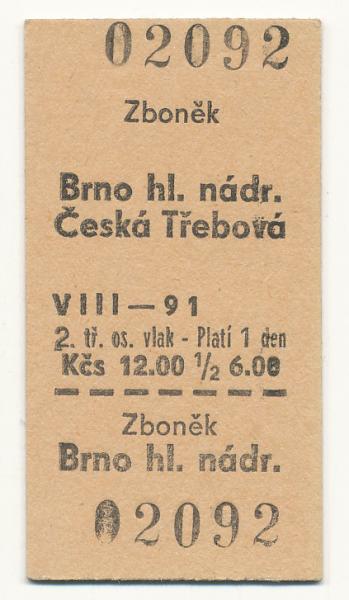 02092
Zboněk
Brno hl. nádr.
Česká Třebová
VIII — 91
2. tř. os. vlak - Platí 1 den
Kčs 12.00 ½ 6.00
Zboněk
Brno hl. nádr.
02092